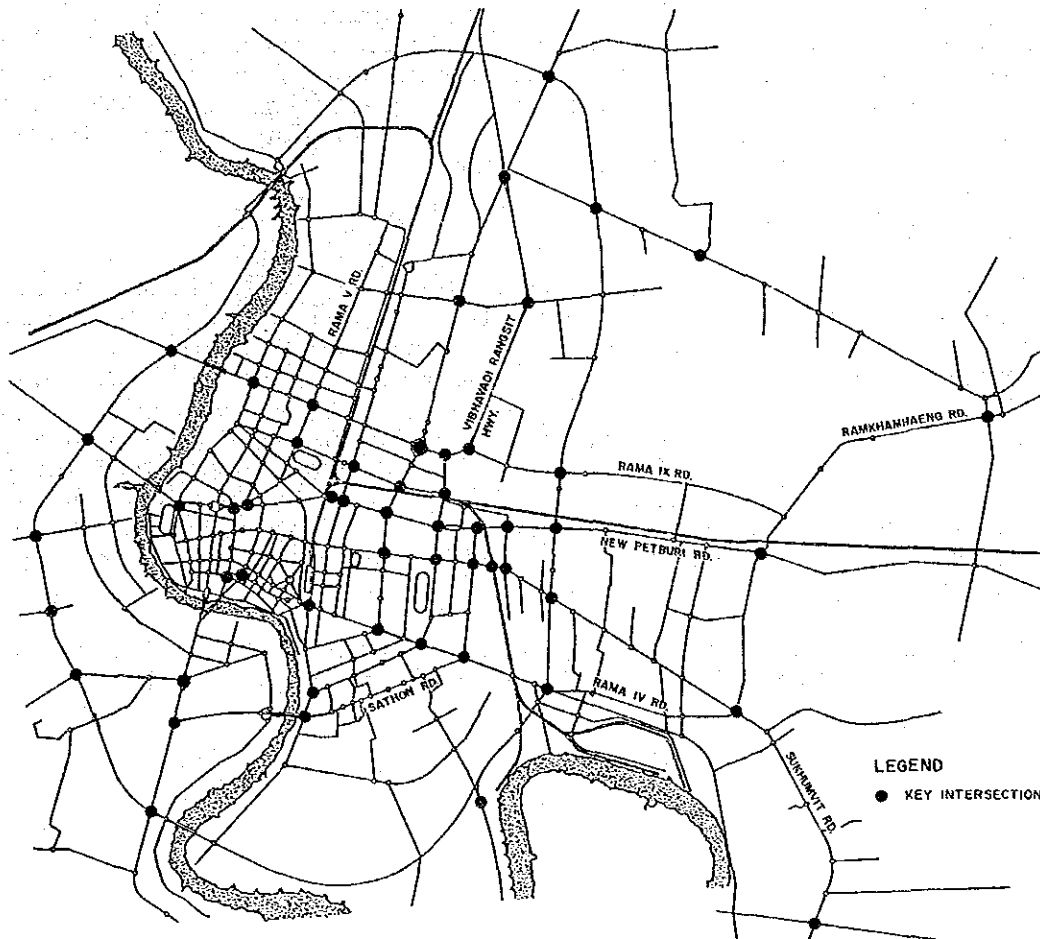 RAMA V RD.
VIBHAVADI RANGSIT
HWY.
RAMKHAMHAENG RD.
RAMA IX RD.
NEW PETBURI RD.
RAMA IV RD.
SATHON RD.
SUKHUMVIT RD.
LEGEND
KEY INTERSECTION